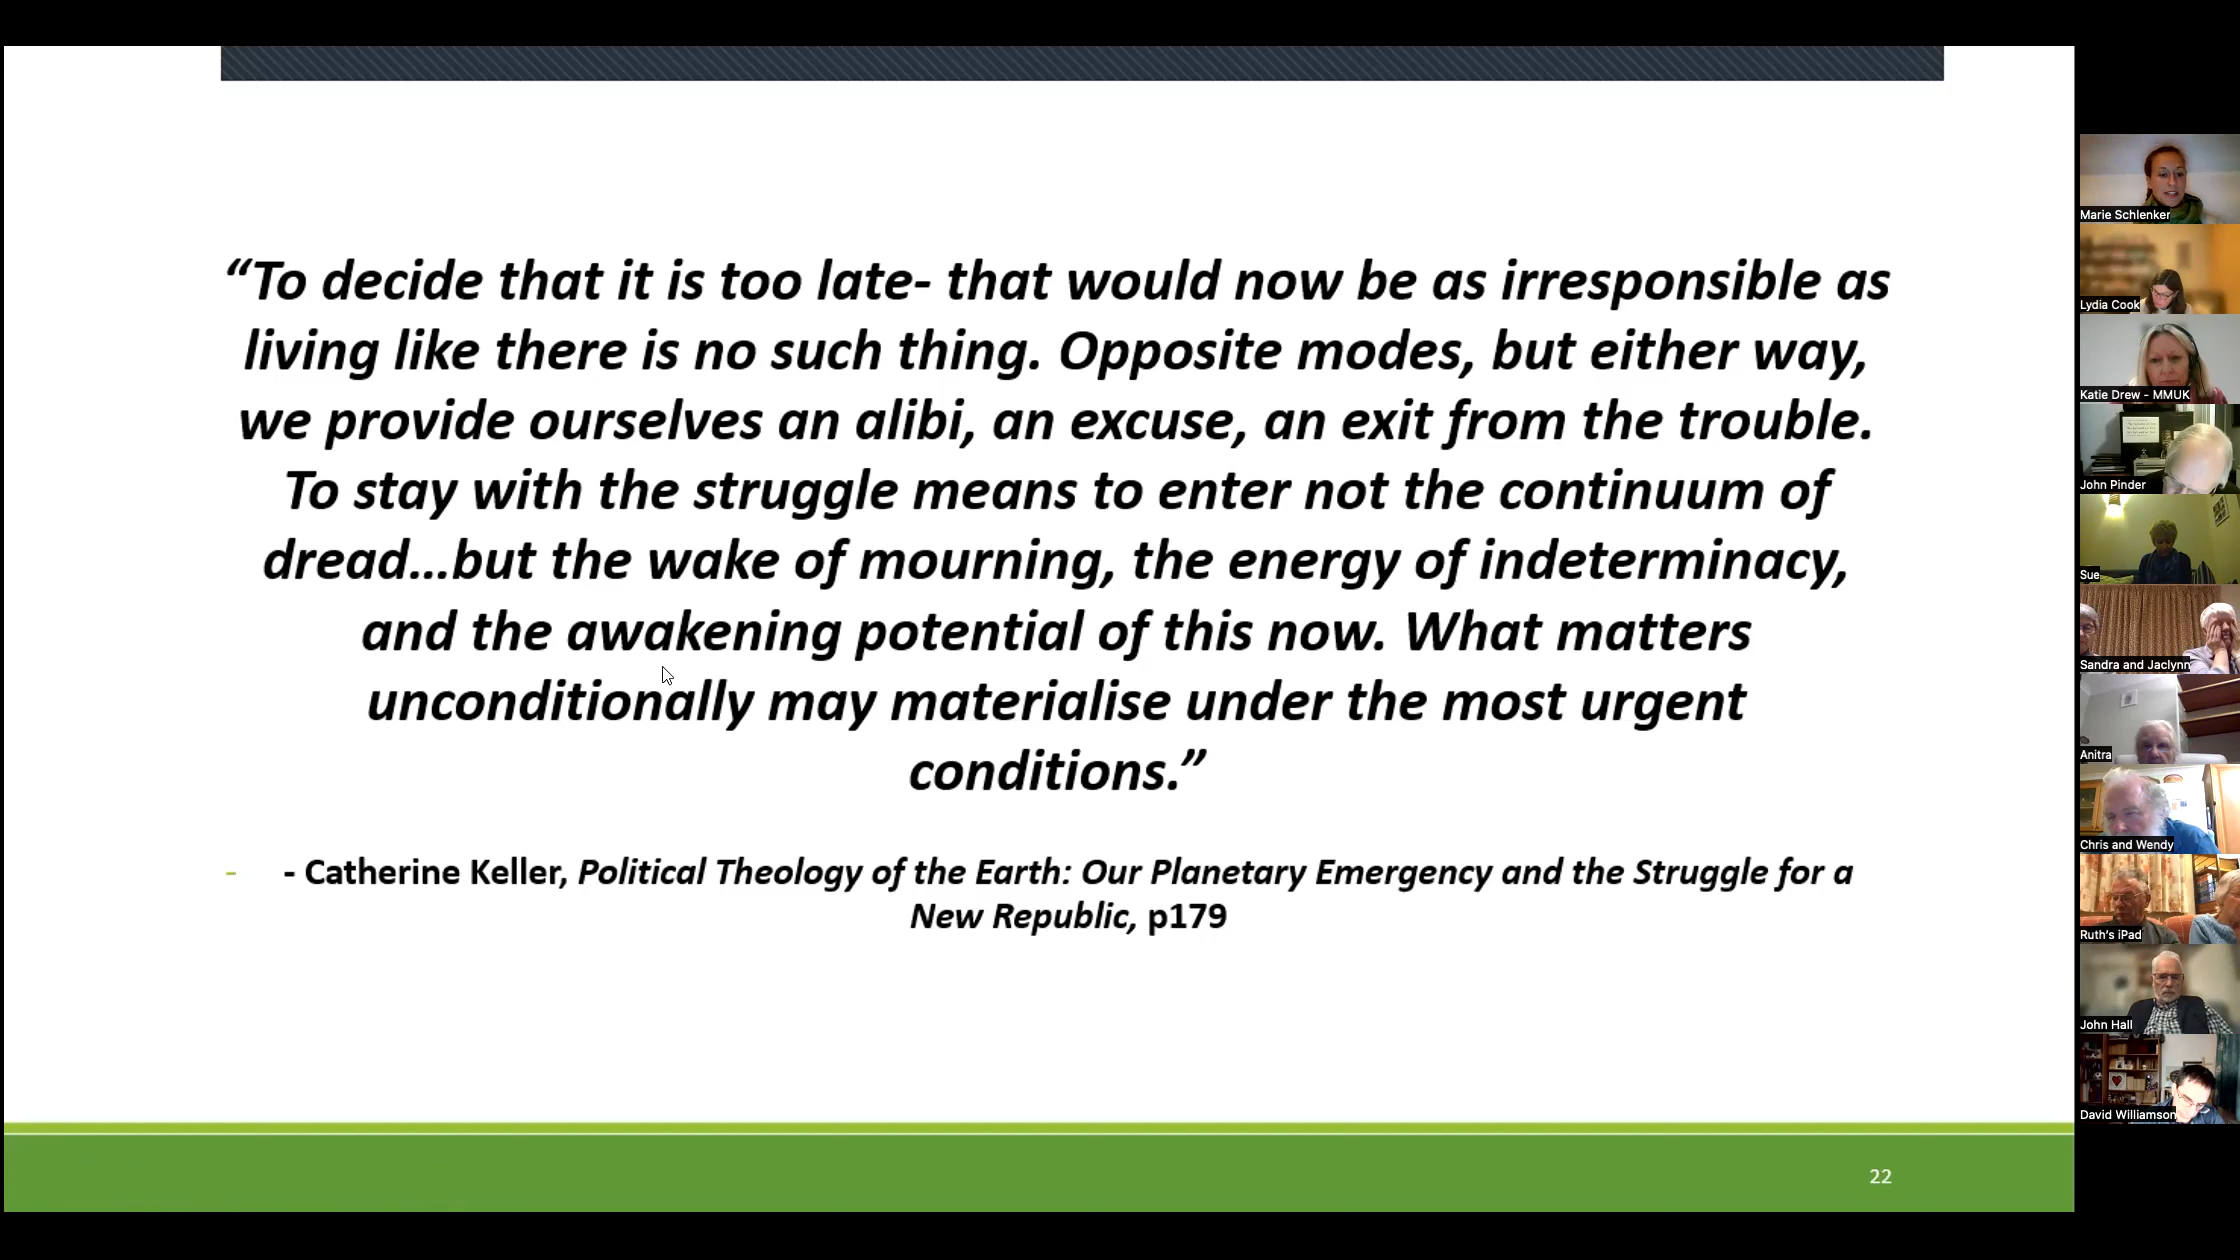 “To decide that it is too late- that would now be as irresponsible as
living like there is no such thing. Opposite modes, but either way,
we provide ourselves an alibi, an excuse, an exit from the trouble.
To stay with the struggle means to enter not the continuum of
dread...but the wake of mourning, the energy of indeterminacy,
and the awakening potential of this now. What matters
unconditionally may materialise under the most urgent
conditions.”
- - Catherine Keller, Political Theology of the Earth: Our Planetary Emergency and the Struggle for a
New Republic, p179
22
Marie Schlenker
Lydia Cook
Katie Drew - MMUK
John Pinder
Sue
Sandra and Jaclynn
Anitra
Chris and Wendy
Ruth's iPad
John Hall
David Williamson